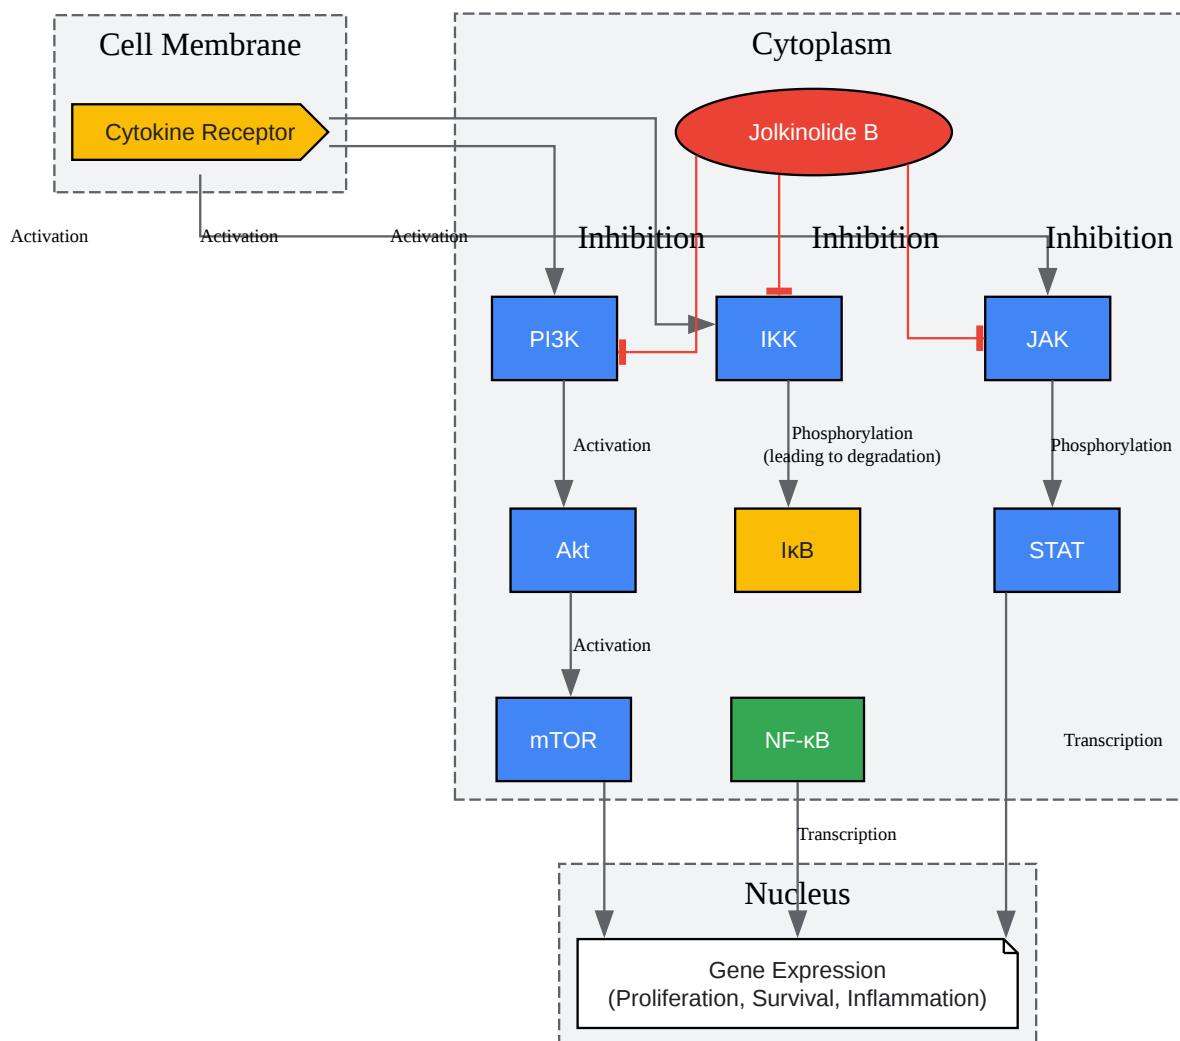 Cell Membrane
Cytoplasm
Cytokine Receptor
Jolkinolide B
Activation
Activation
Activation
Inhibition
Inhibition
Inhibition
PI3K
IKK
JAK
Activation
Phosphorylation
(leading to degradation)
Phosphorylation
Akt
IκB
STAT
Activation
mTOR
NF-κB
Transcription
Transcription
Nucleus
Gene Expression
(Proliferation, Survival, Inflammation)